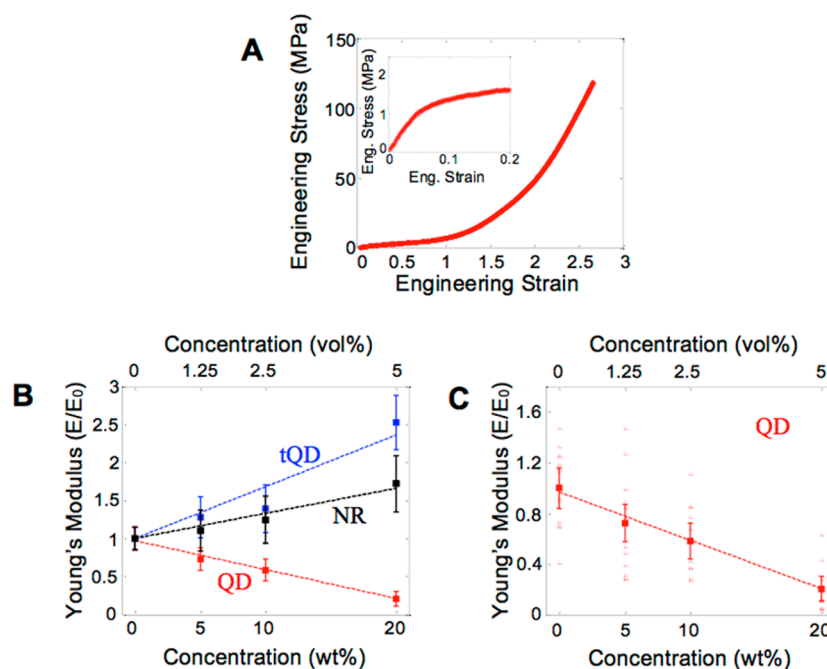 A
Engineering Stress (MPa)
150
100
50
0
Eng. Stress (MPa)
2
1
0
0
0.1
0.2
Eng. Strain
0
0.5
1
1.5
2
2.5
3
Engineering Strain
B
Concentration (vol%)
0
1.25
2.5
5
Young's Modulus (E/E0)
3
2.5
2
1.5
1
0.5
0
tQD
NR
QD
0
5
10
20
Concentration (wt%)
C
Concentration (vol%)
0
1.25
2.5
5
Young's Modulus (E/E0)
1.6
1.2
0.8
0.4
0
QD
0
5
10
20
Concentration (wt%)